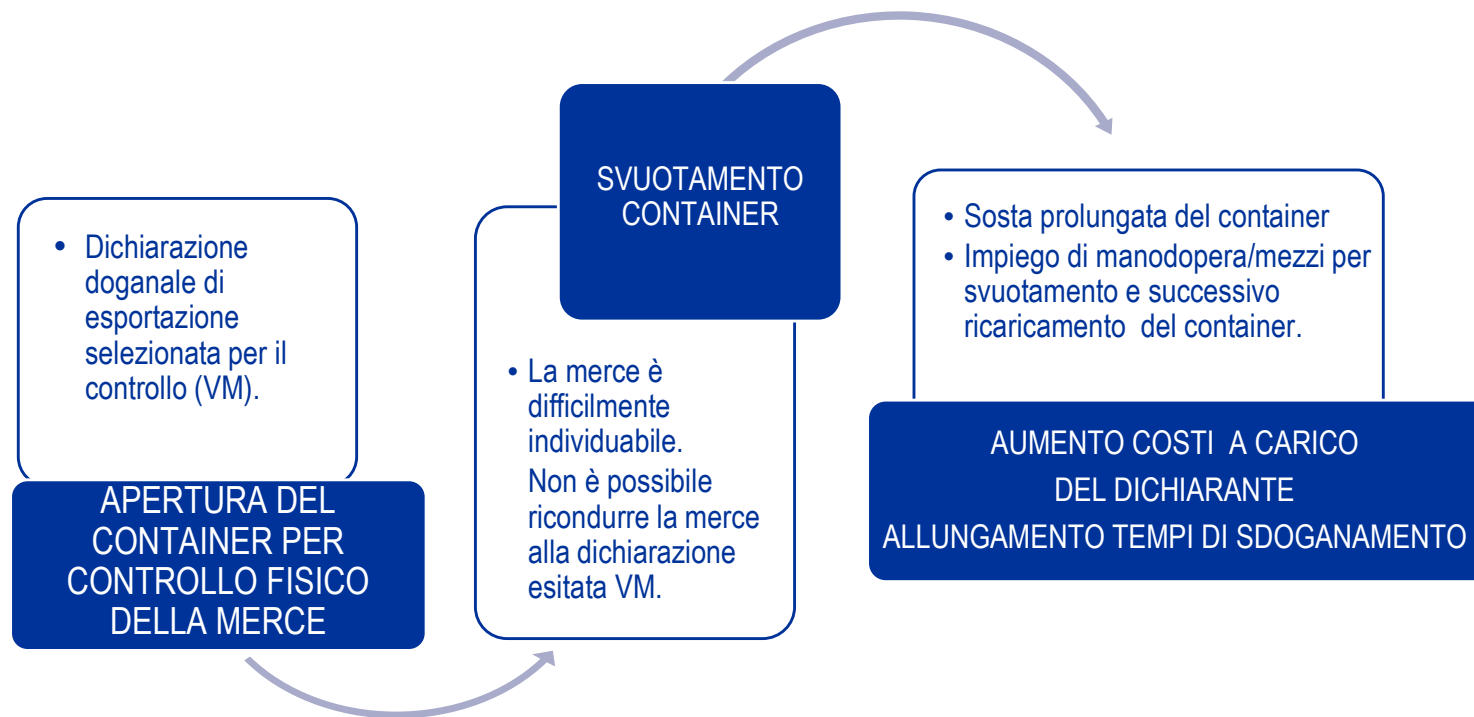 • Dichiarazione
doganale di
esportazione
selezionata per il
controllo (VM).
APERTURA DEL
CONTAINER PER
CONTROLLO FISICO
DELLA MERCE
SVUOTAMENTO
CONTAINER
• La merce è
difficilmente
individuabile.
Non è possibile
ricondurre la merce
alla dichiarazione
esitata VM.
• Sosta prolungata del container
• Impiego di manodopera/mezzi per
svuotamento e successivo
ricaricamento del container.
AUMENTO COSTI A CARICO
DEL DICHIARANTE
ALLUNGAMENTO TEMPI DI SDOGANAMENTO